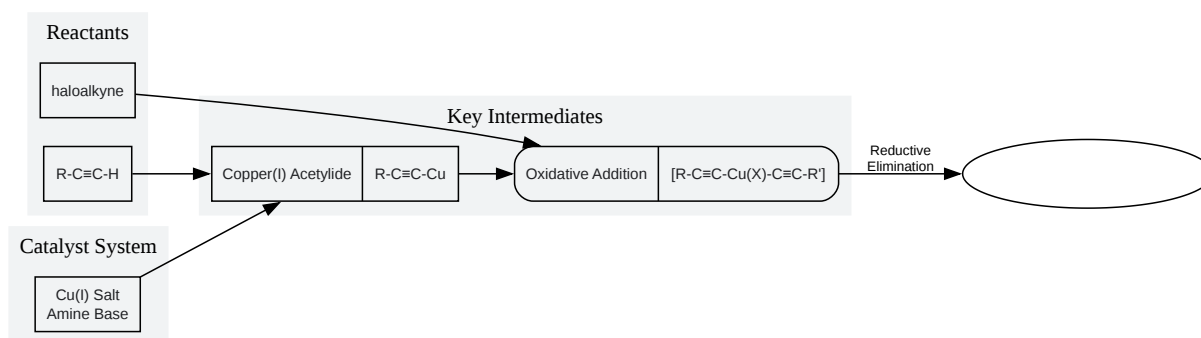 Reactants
haloalkyne
R-C≡C-H
Catalyst System
Cu(I) Salt
Amine Base
Key Intermediates
Copper(I) Acetylide
R-C≡C-Cu
Oxidative Addition
[R-C≡C-Cu(X)-C≡C-R']
Reductive
Elimination